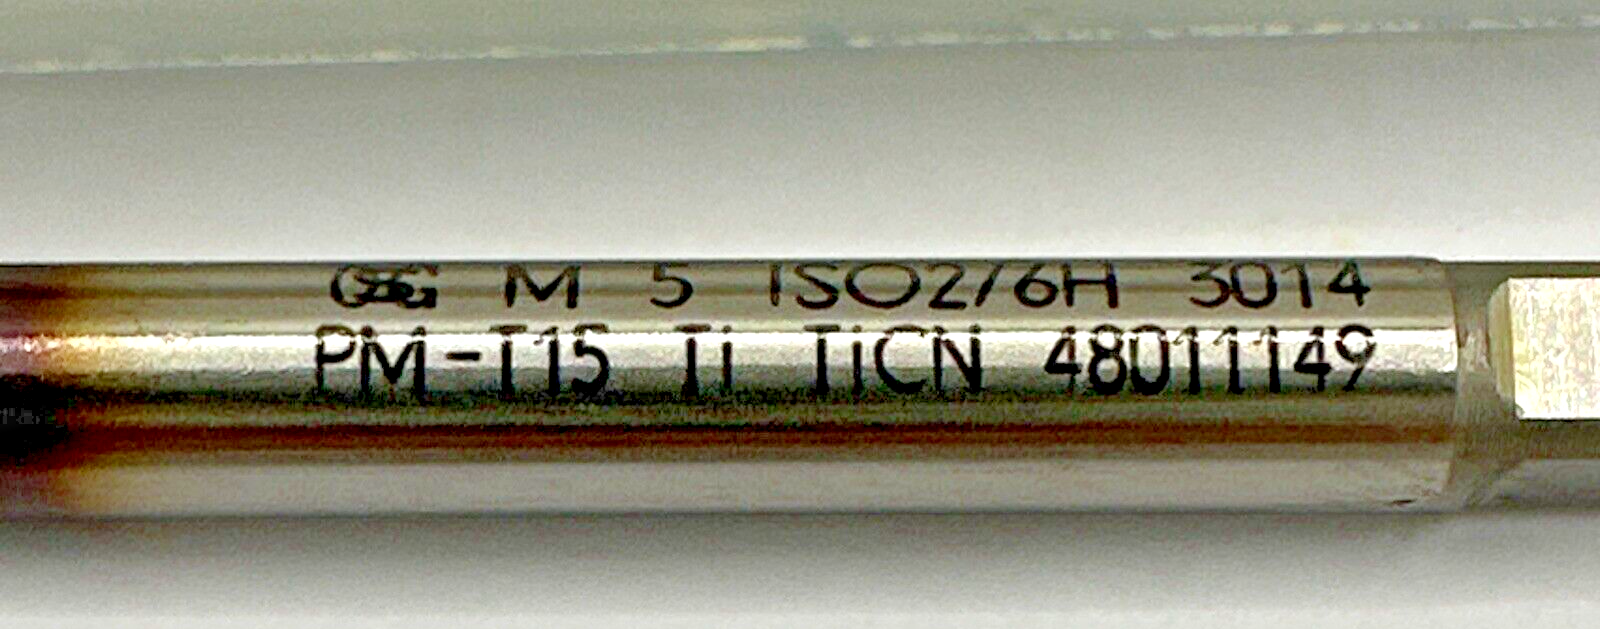 OSG M 5 ISO2/6H 3014
PM-T15 Ti TiCN 48011149